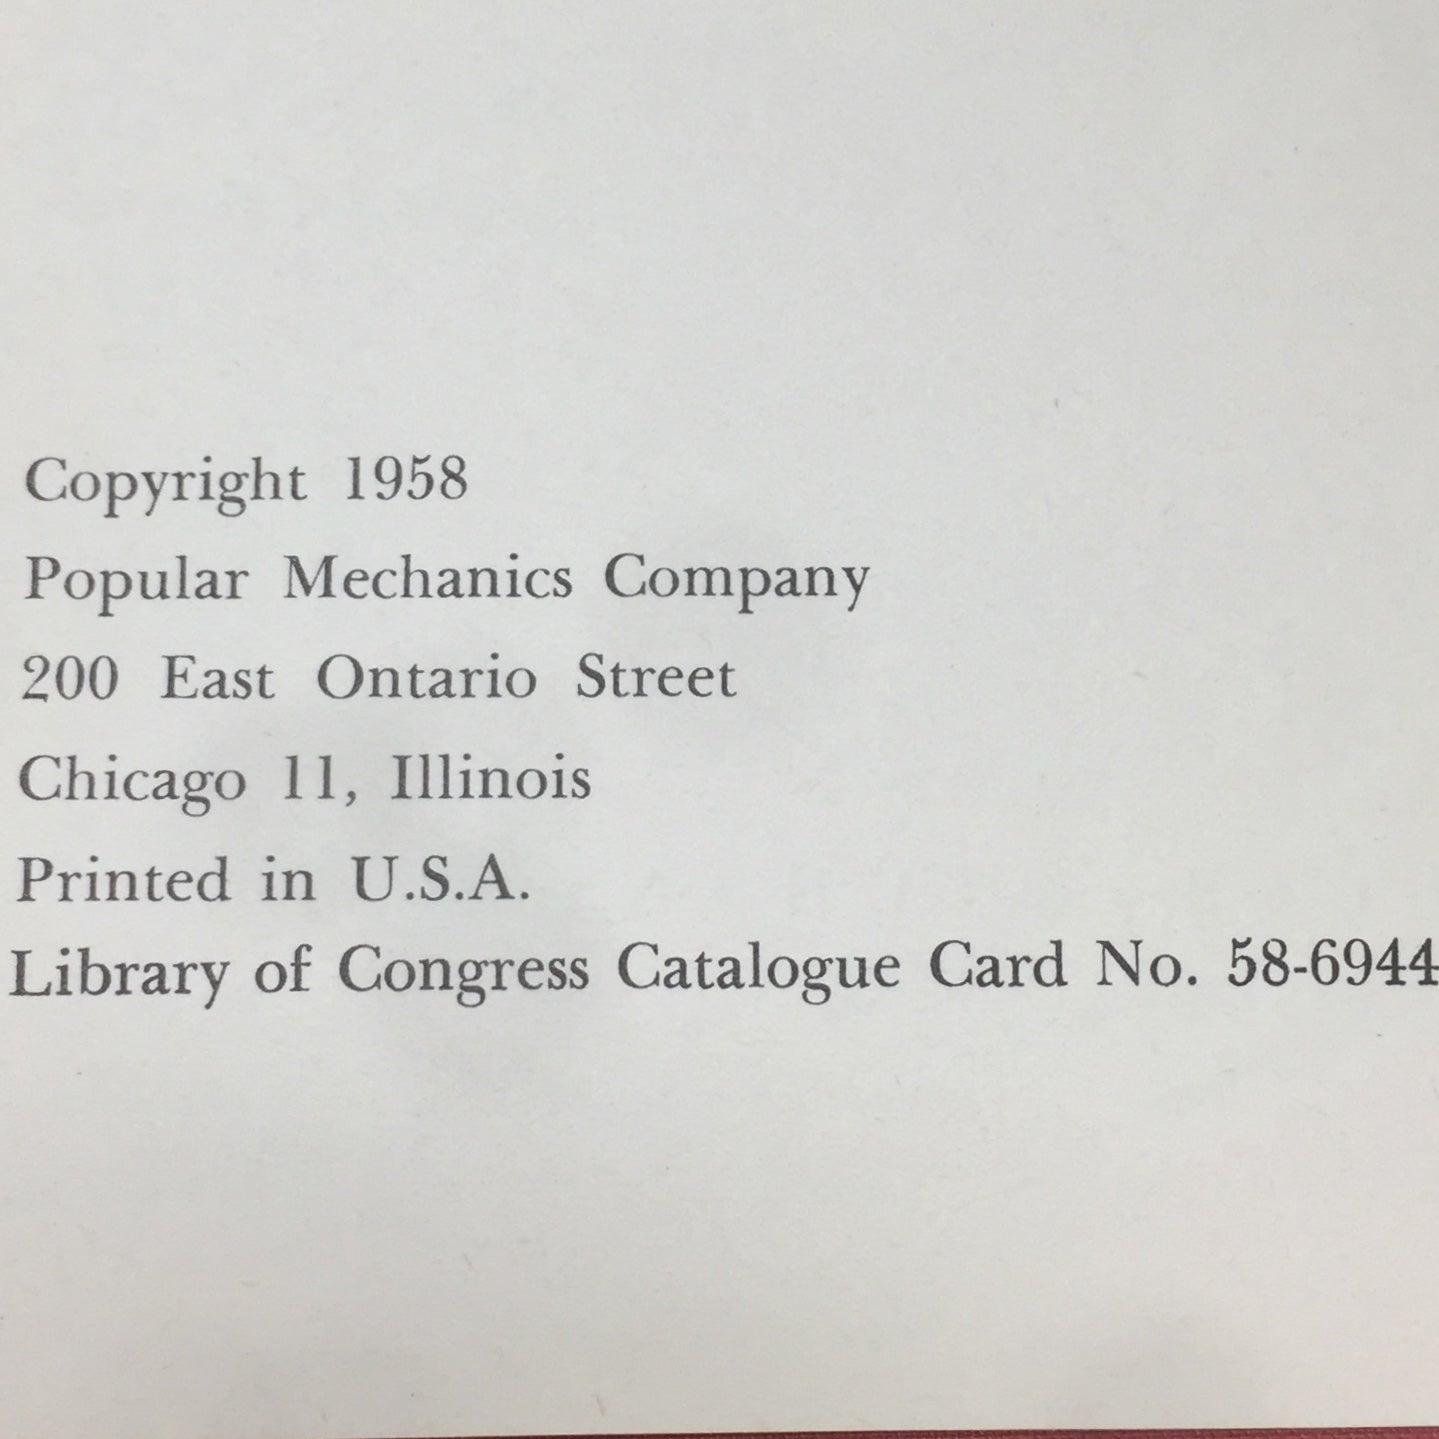 Copyright 1958
Popular Mechanics Company
200 East Ontario Street
Chicago 11, Illinois
Printed in U.S.A.
Library of Congress Catalogue Card No. 58-6944